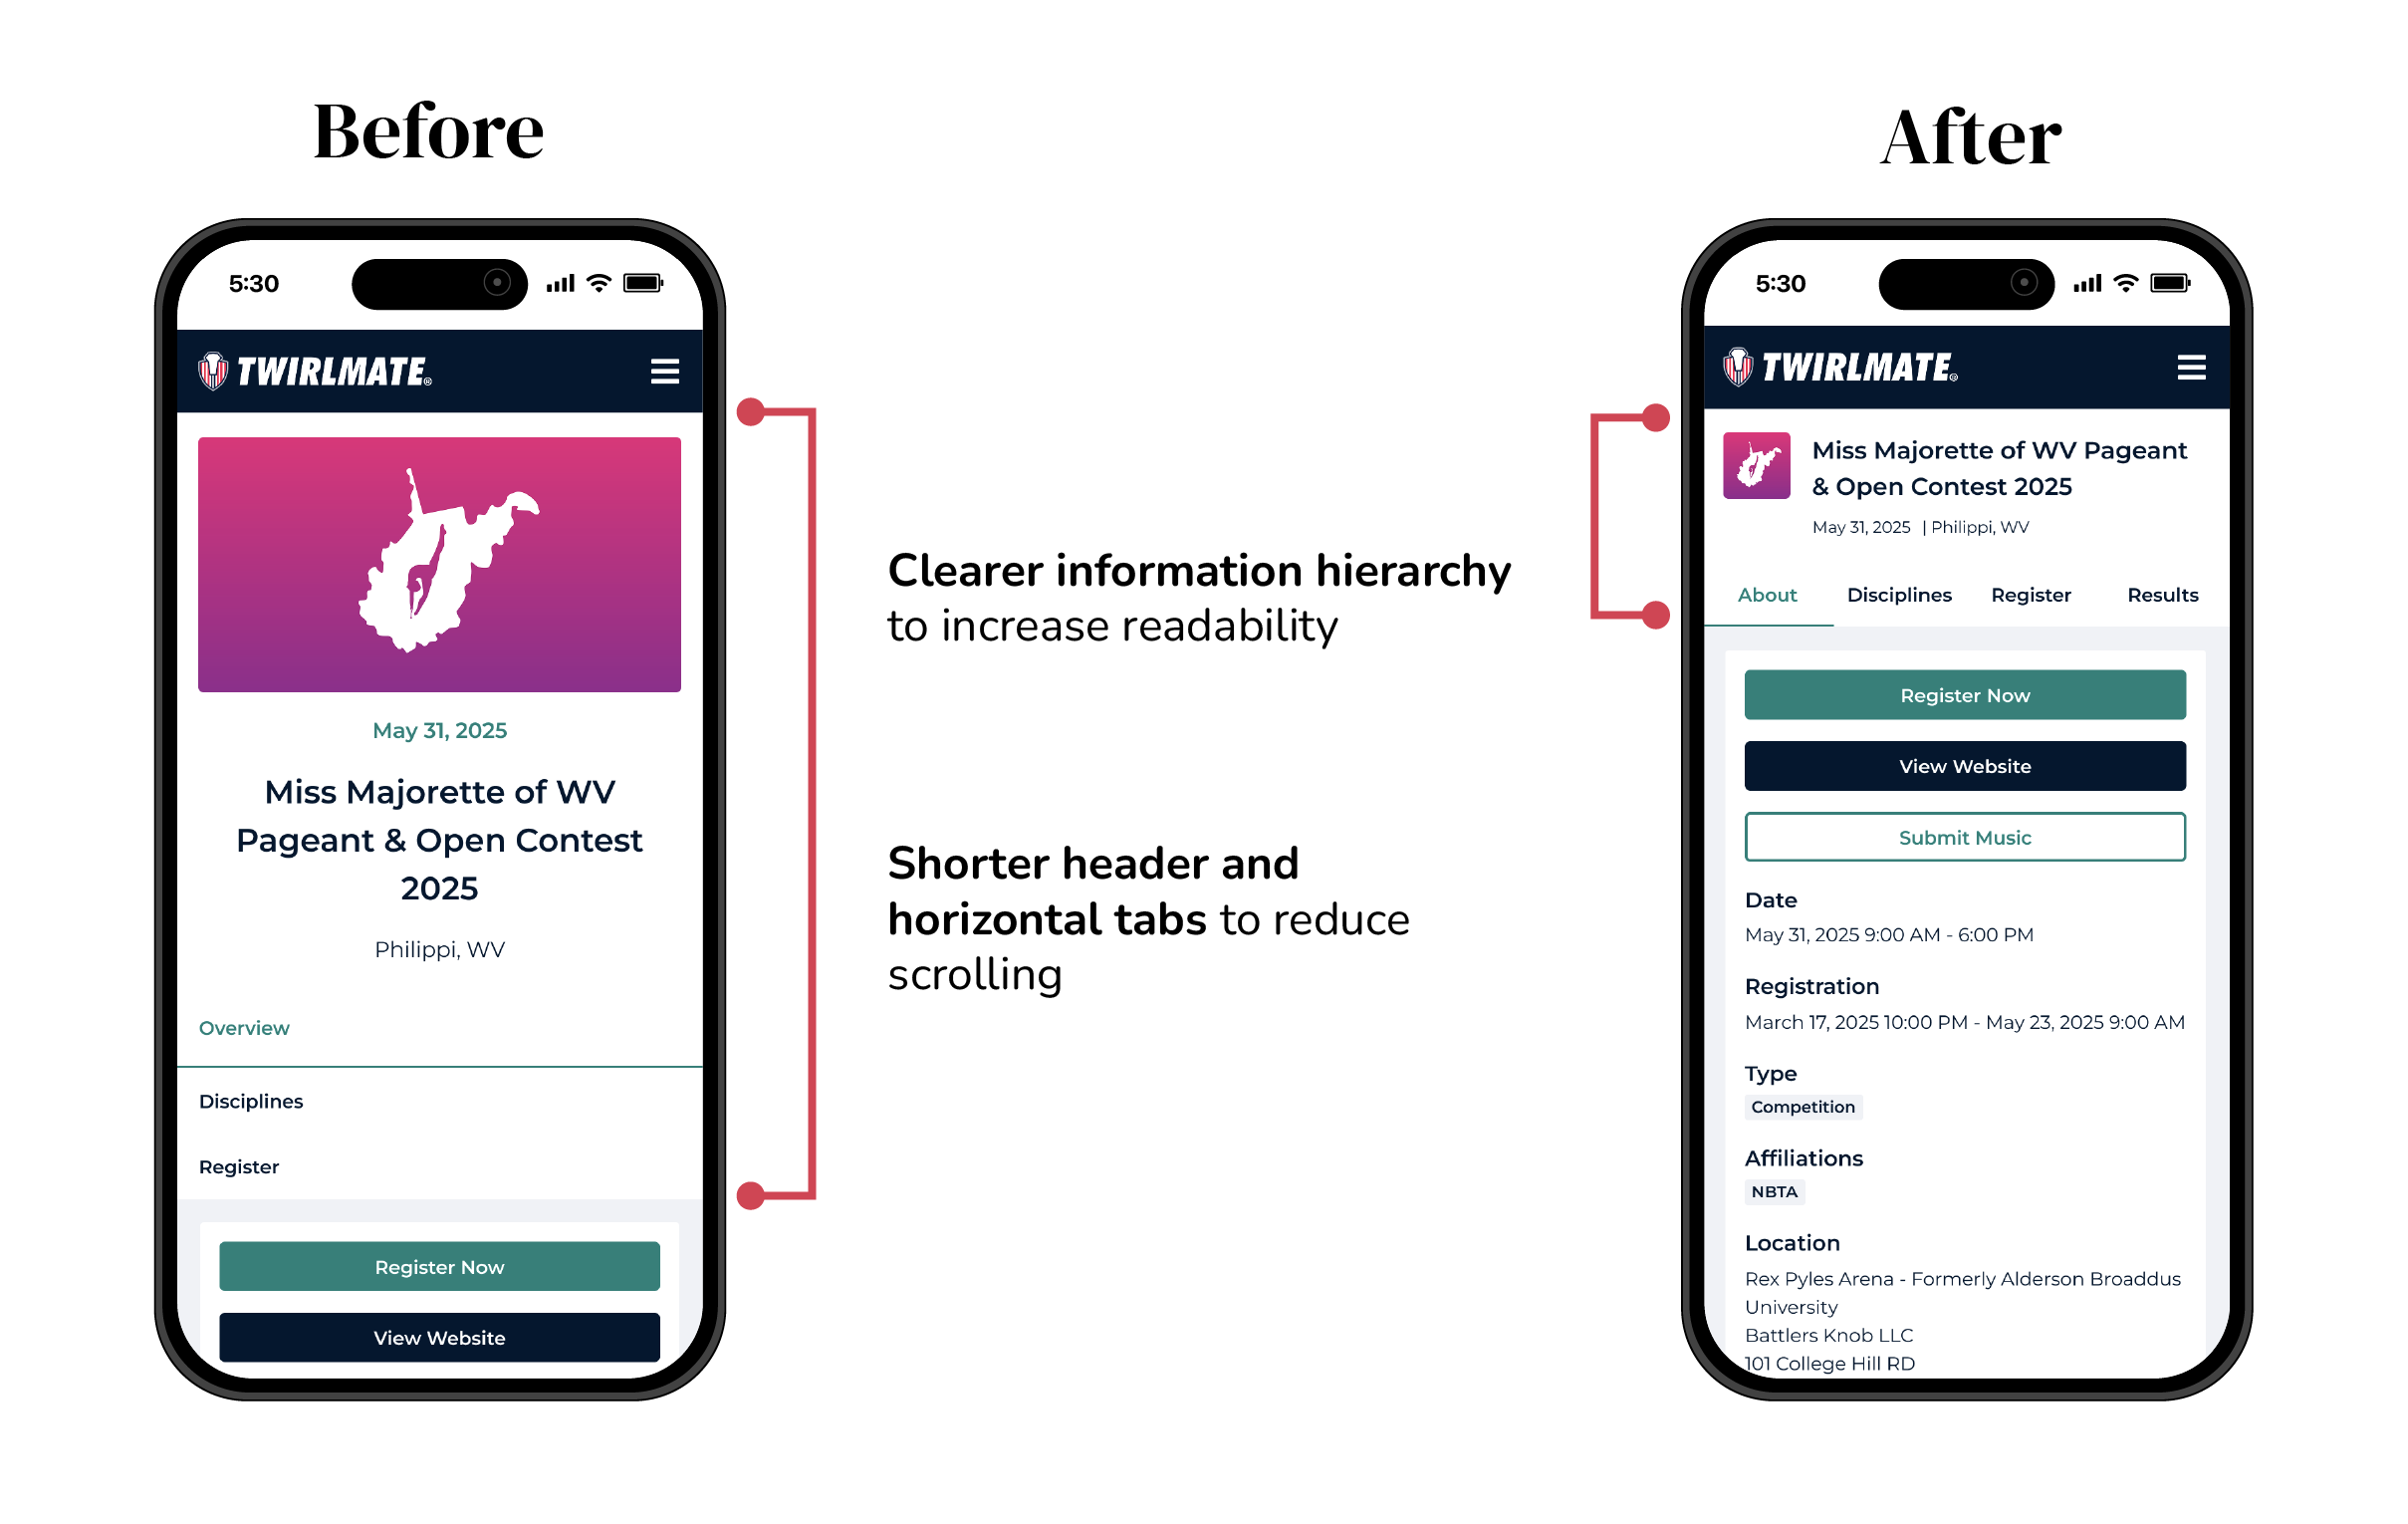 Before
5:30
TWIRLMATE®
May 31, 2025
Miss Majorette of WV
Pageant & Open Contest
2025
Philippi, WV
Overview
Disciplines
Register
Register Now
View Website
Clearer information hierarchy
to increase readability
Shorter header and
horizontal tabs to reduce
scrolling
After
5:30
TWIRLMATE®
Miss Majorette of WV Pageant
& Open Contest 2025
May 31, 2025 | Philippi, WV
About Disciplines Register Results
Register Now
View Website
Submit Music
Date
May 31, 2025 9:00 AM - 6:00 PM
Registration
March 17, 2025 10:00 PM - May 23, 2025 9:00 AM
Type
Competition
Affiliations
NBTA
Location
Rex Pyles Arena - Formerly Alderson Broaddus
University
Battlers Knob LLC
101 College Hill RD